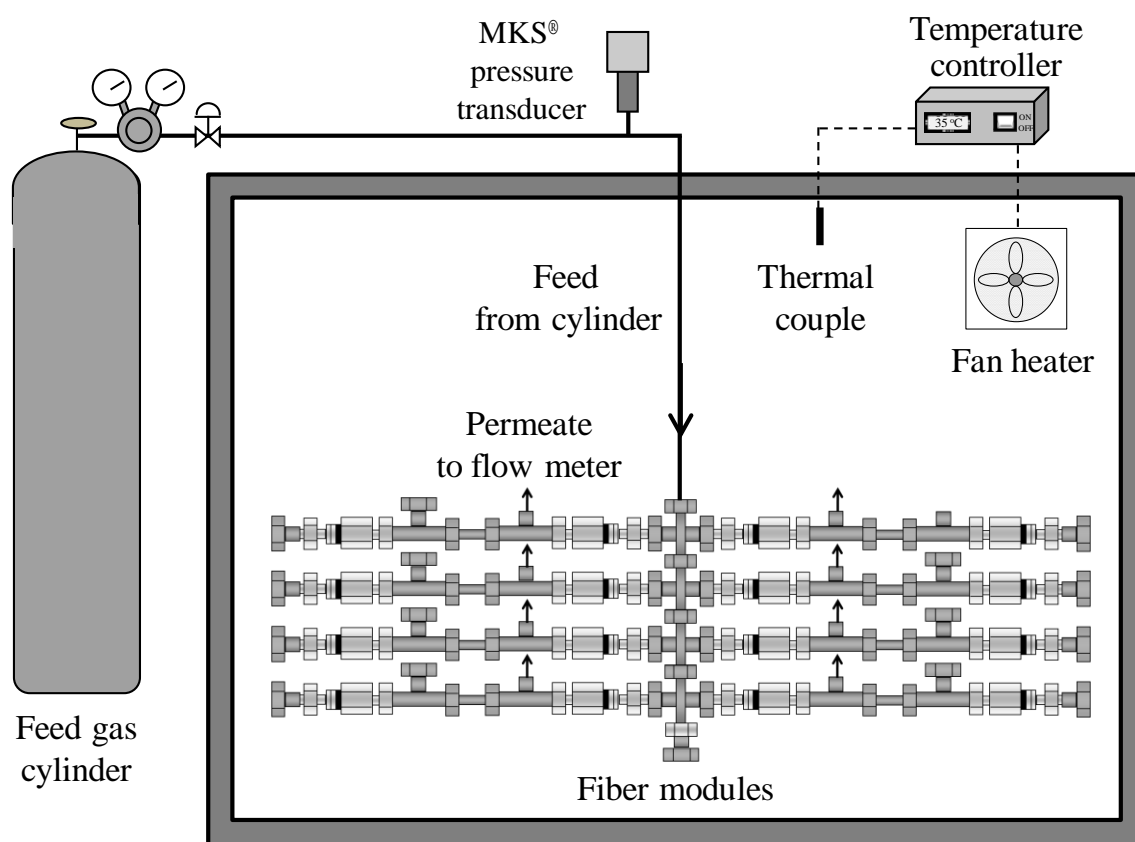 MKS®
pressure
transducer
Temperature
controller
35 °C
ON
OFF
Feed
from cylinder
Thermal
couple
Fan heater
Permeate
to flow meter
Feed gas
cylinder
Fiber modules